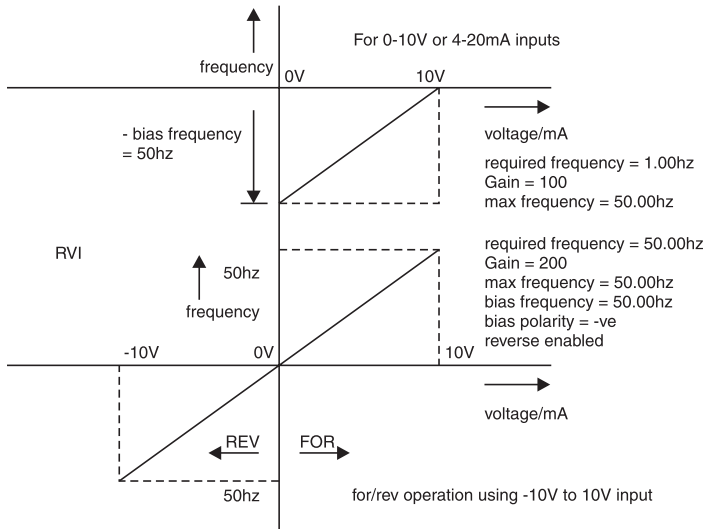 For 0-10V or 4-20mA inputs
frequency
0V
10V
- bias frequency
= 50hz
voltage/mA
required frequency = 1.00hz
Gain = 100
max frequency = 50.00hz
RVI
50hz
frequency
required frequency = 50.00hz
Gain = 200
max frequency = 50.00hz
bias frequency = 50.00hz
bias polarity = -ve
reverse enabled
-10V
0V
10V
voltage/mA
REV
FOR
50hz
for/rev operation using -10V to 10V input